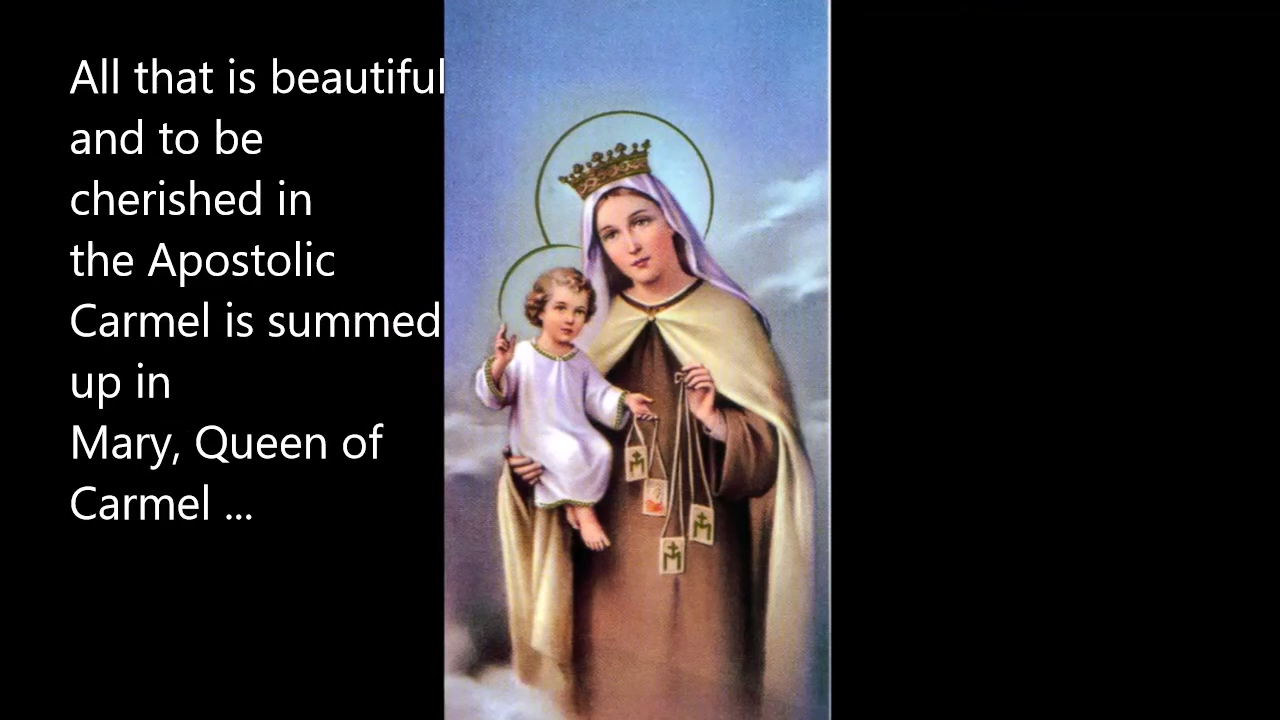 All that is beautiful
and to be
cherished in
the Apostolic
Carmel is summed
up in
Mary, Queen of
Carmel ...